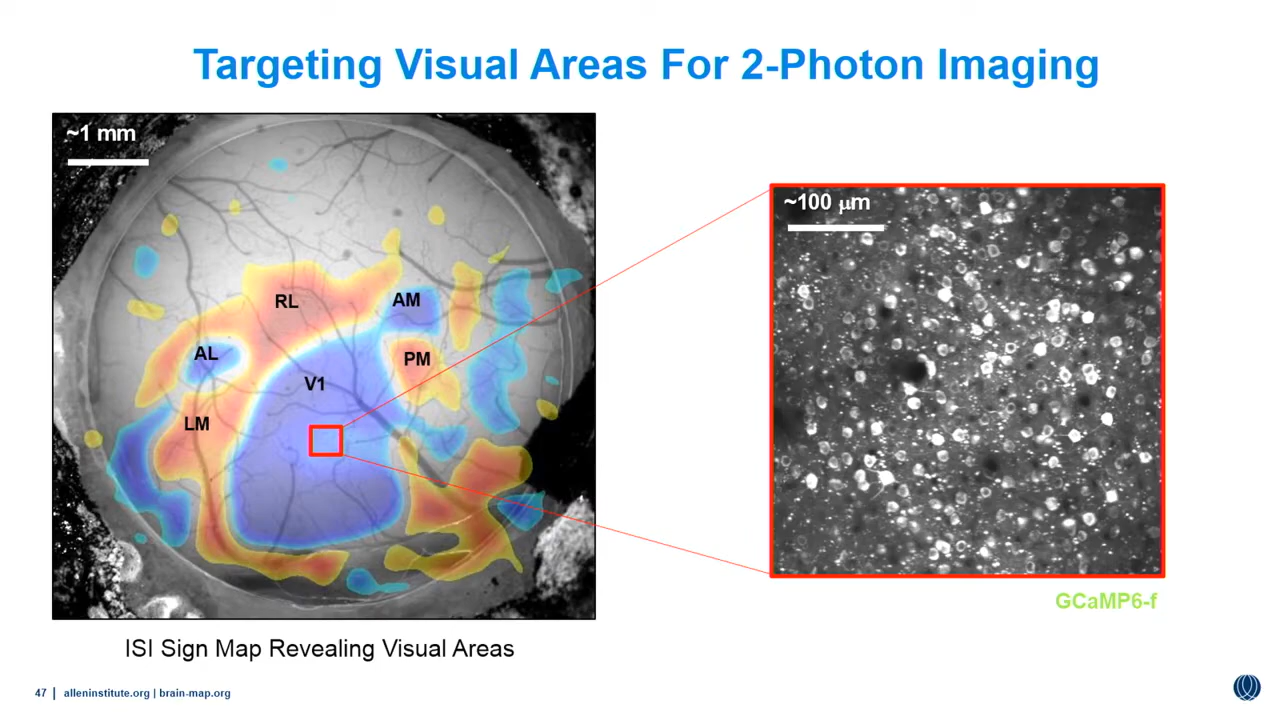 Targeting Visual Areas For 2-Photon Imaging
~1 mm
~100 μm
RL
AM
AL
PM
V1
LM
GCaMP6-f
ISI Sign Map Revealing Visual Areas
47 | alleninstitute.org | brain-map.org